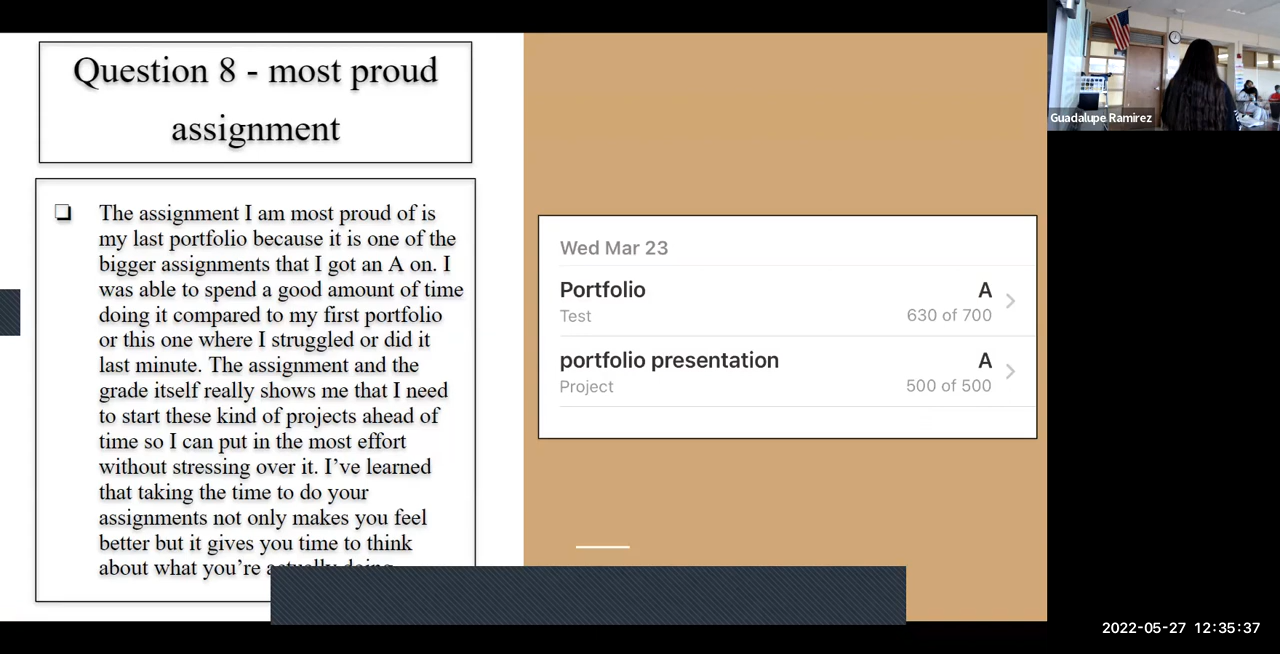 Question 8 - most proud
assignment
❏ The assignment I am most proud of is
my last portfolio because it is one of the
bigger assignments that I got an A on. I
was able to spend a good amount of time
doing it compared to my first portfolio
or this one where I struggled or did it
last minute. The assignment and the
grade itself really shows me that I need
to start these kind of projects ahead of
time so I can put in the most effort
without stressing over it. I’ve learned
that taking the time to do your
assignments not only makes you feel
better but it gives you time to think
about what you’re actually doing
Wed Mar 23
Portfolio A
Test 630 of 700
portfolio presentation A
Project 500 of 500
Guadalupe Ramirez
2022-05-27 12:35:37